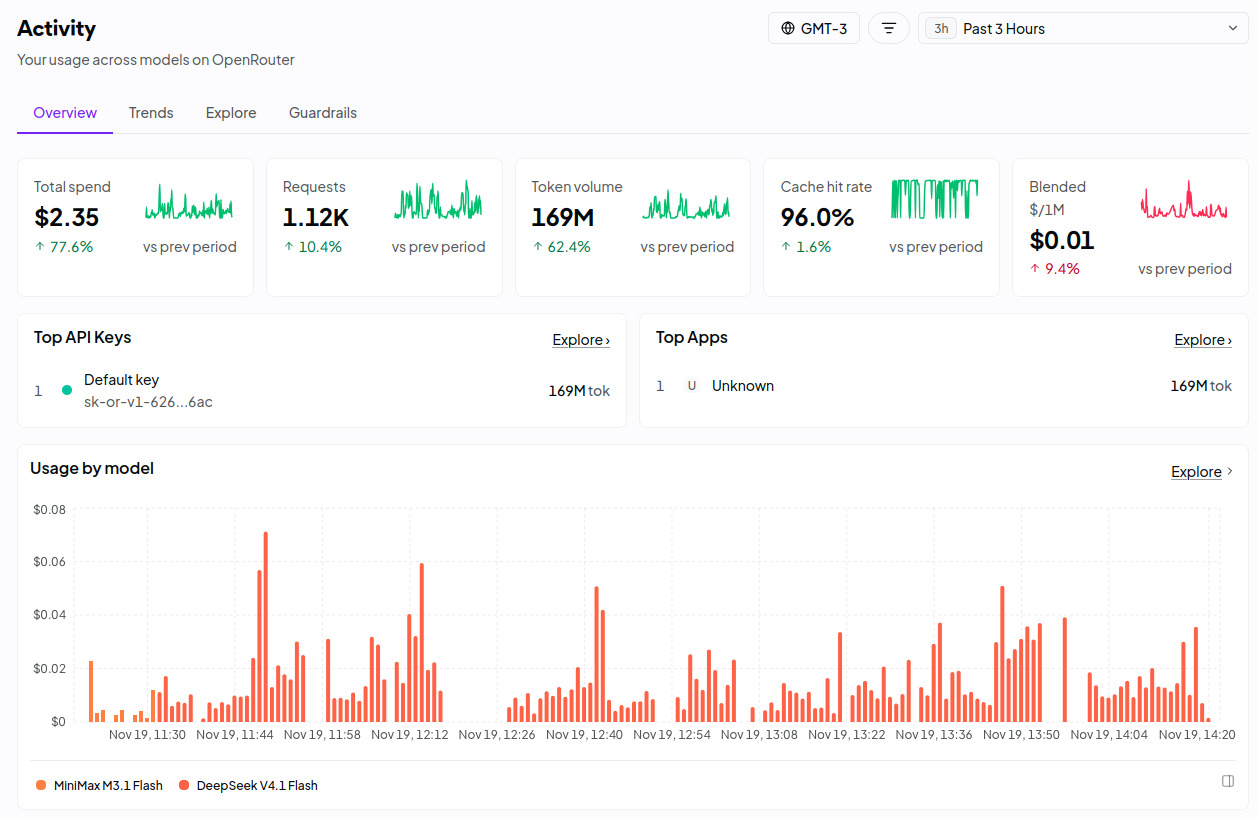 Activity
GMT-3
3h Past 3 Hours
Your usage across models on OpenRouter
Overview Trends Explore Guardrails
Total spend
$2.35
↑ 77.6% vs prev period
Requests
1.12K
↑ 10.4% vs prev period
Token volume
169M
↑ 62.4% vs prev period
Cache hit rate
96.0%
↑ 1.6% vs prev period
Blended
$/1M
$0.01
↑ 9.4% vs prev period
Top API Keys Explore ›
1 Default key 169M tok
sk-or-v1-626...6ac
Top Apps Explore ›
1 U Unknown 169M tok
Usage by model Explore ›
$0.08
$0.06
$0.04
$0.02
$0
Nov 19, 11:30 Nov 19, 11:44 Nov 19, 11:58 Nov 19, 12:12 Nov 19, 12:26 Nov 19, 12:40 Nov 19, 12:54 Nov 19, 13:08 Nov 19, 13:22 Nov 19, 13:36 Nov 19, 13:50 Nov 19, 14:04 Nov 19, 14:20
MiniMax M3.1 Flash DeepSeek V4.1 Flash